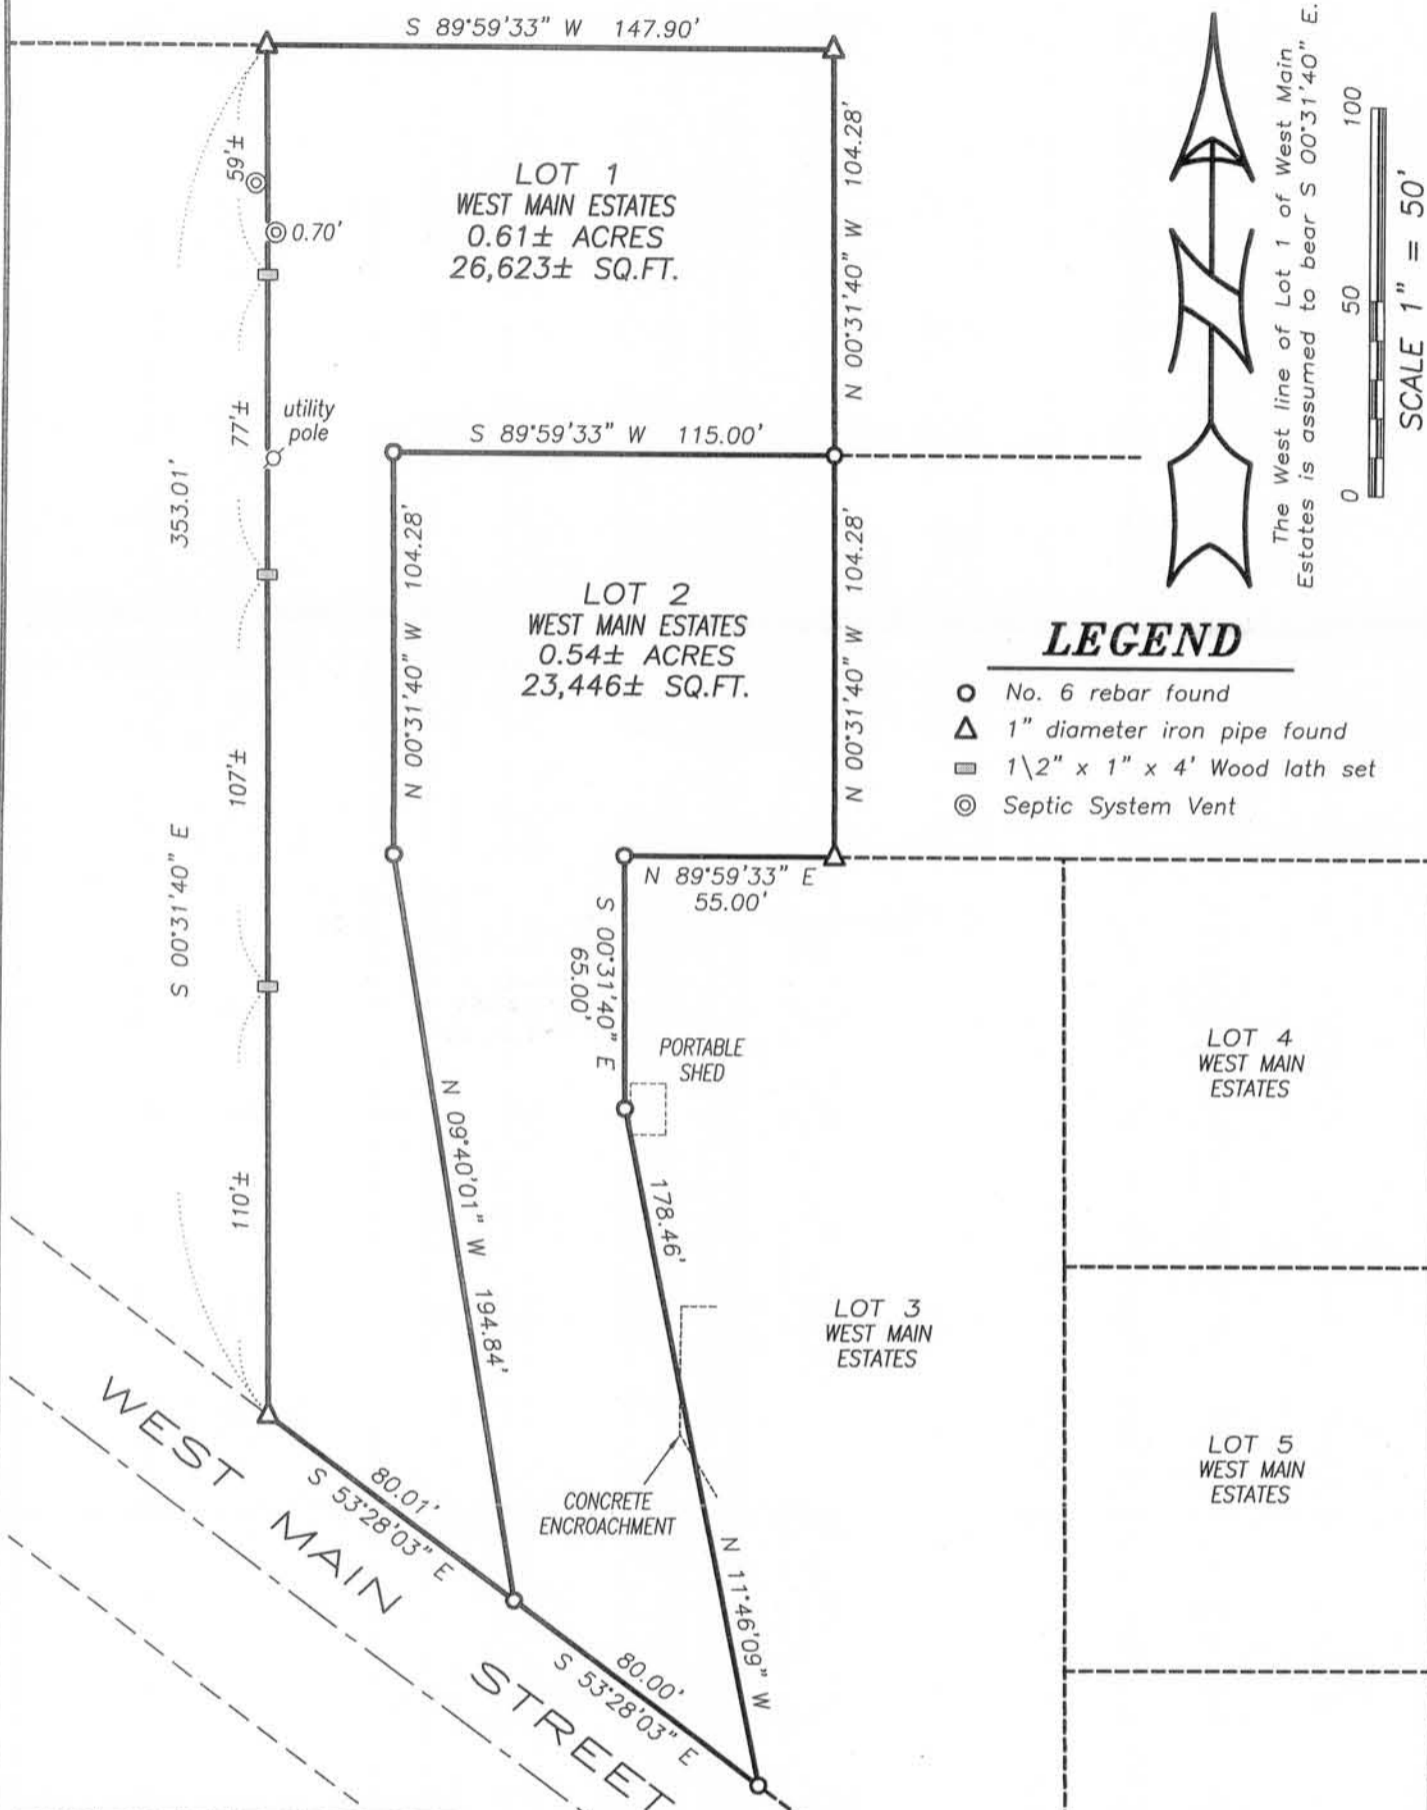 S 89°59'33" W 147.90'
The West line of Lot 1 of West Main
Estates is assumed to bear S 00°31'40" E.
0 50 100
SCALE 1" = 50'
59'±
0.70'
LOT 1
WEST MAIN ESTATES
0.61± ACRES
26,623± SQ.FT.
N 00°31'40" W 104.28'
77'±
utility
pole
353.01'
S 89°59'33" W 115.00'
N 00°31'40" W 104.28'
LOT 2
WEST MAIN ESTATES
0.54± ACRES
23,446± SQ.FT.
N 00°31'40" W 104.28'
LEGEND
No. 6 rebar found
1" diameter iron pipe found
1\2" x 1" x 4' Wood lath set
Septic System Vent
107'±
S 00°31'40" E
N 89°59'33" E
55.00'
S 00°31'40" E
65.00'
PORTABLE
SHED
LOT 4
WEST MAIN
ESTATES
N 09°40'01" W 194.84'
110'±
178.46'
LOT 3
WEST MAIN
ESTATES
LOT 5
WEST MAIN
ESTATES
CONCRETE
ENCROACHMENT
N 11°46'09" W
80.01'
S 53°28'03" E
80.00'
S 53°28'03" E
WEST MAIN STREET